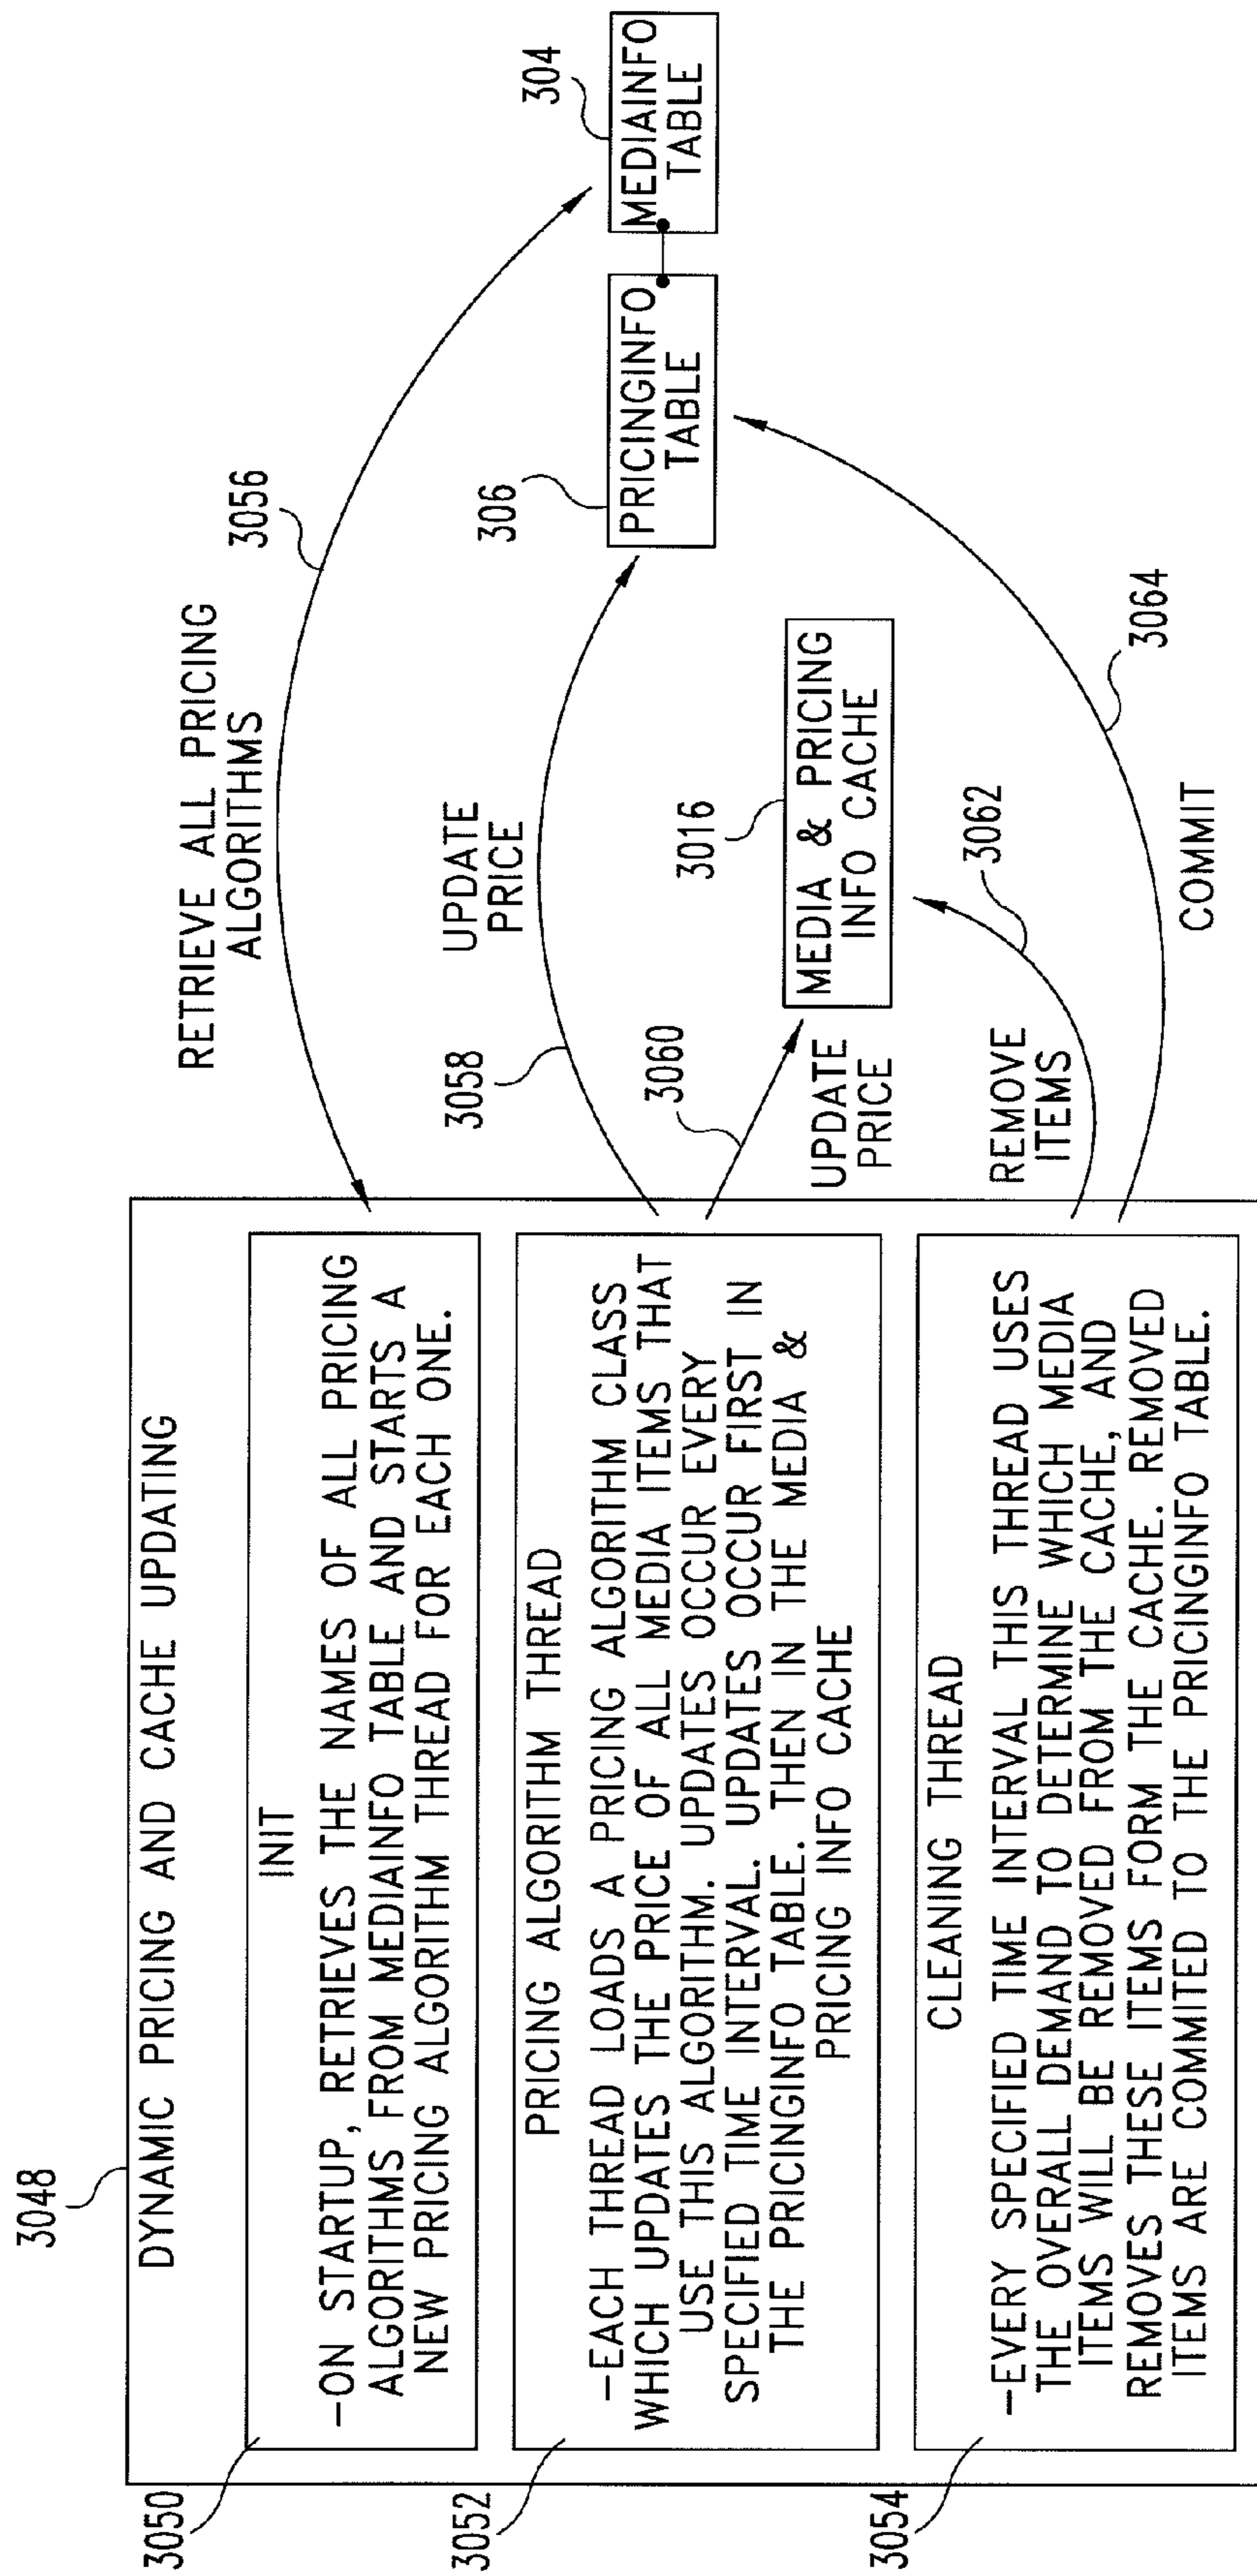 3048
DYNAMIC PRICING AND CACHE UPDATING
3050
INIT
-ON STARTUP, RETRIEVES THE NAMES OF ALL PRICING
ALGORITHMS FROM MEDIAINFO TABLE AND STARTS A
NEW PRICING ALGORITHM THREAD FOR EACH ONE.
3052
PRICING ALGORITHM THREAD
-EACH THREAD LOADS A PRICING ALGORITHM CLASS
WHICH UPDATES THE PRICE OF ALL MEDIA ITEMS THAT
USE THIS ALGORITHM. UPDATES OCCUR EVERY
SPECIFIED TIME INTERVAL. UPDATES OCCUR FIRST IN
THE PRICINGINFO TABLE. THEN IN THE MEDIA &
PRICING INFO CACHE
3054
CLEANING THREAD
-EVERY SPECIFIED TIME INTERVAL THIS THREAD USES
THE OVERALL DEMAND TO DETERMINE WHICH MEDIA
ITEMS WILL BE REMOVED FROM THE CACHE, AND
REMOVES THESE ITEMS FORM THE CACHE. REMOVED
ITEMS ARE COMMITED TO THE PRICINGINFO TABLE.
RETRIEVE ALL PRICING
ALGORITHMS
3056
3058
UPDATE
PRICE
3060
UPDATE
PRICE
3016
MEDIA & PRICING
INFO CACHE
REMOVE
ITEMS
3062
COMMIT
3064
306
PRICINGINFO
TABLE
304
MEDIAINFO
TABLE